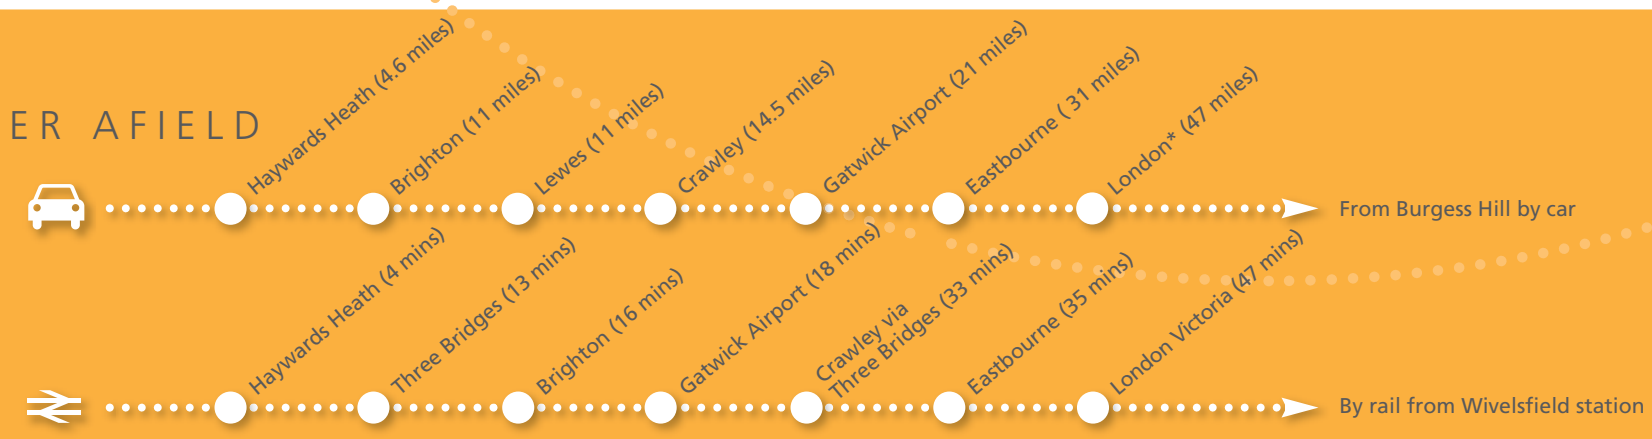 ER AFIELD
Haywards Heath (4.6 miles)
Brighton (11 miles)
Lewes (11 miles)
Crawley (14.5 miles)
Gatwick Airport (21 miles)
Eastbourne ( 31 miles)
London* (47 miles)
From Burgess Hill by car
Haywards Heath (4 mins)
Three Bridges (13 mins)
Brighton (16 mins)
Gatwick Airport (18 mins)
Crawley via
Three Bridges (33 mins)
Eastbourne (35 mins)
London Victoria (47 mins)
By rail from Wivelsfield station